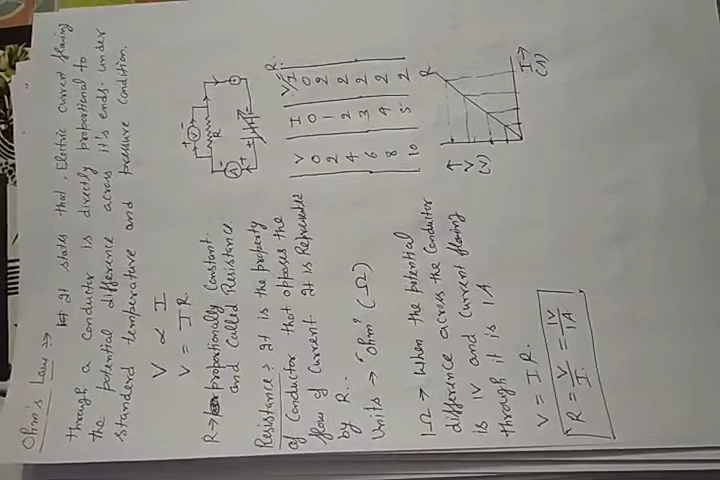 Ohm's Law ⇒
It states that, Electric current flowing
through a conductor is directly proportional to
the potential difference across it's ends. under
standerd temperature and pressure condition.
V ∝ I
V = IR
R → proportionally Constant.
and Called Resistance.
Resistance : It is the property
of Conductor that opposes the
flow of Current. It is Represented
by R.
Units → "ohm" (Ω)
1Ω → When the potential
difference across the Conductor
is 1V and current flowing
through it is 1A
V = IR.
R = V/I = 1V/1A
+ V −
R
A
V I V/I = R.
0 0 0
2 1 2
4 2 2
6 3 2
8 4 2
10 5 2
↑
V
(V)
R
I →
(A)